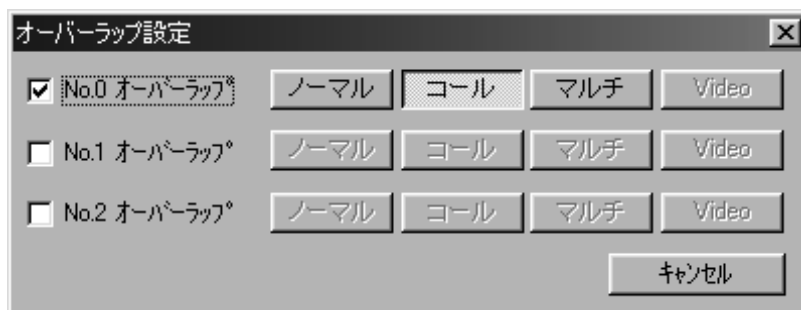 オーバーラップ設定
No.0 ｵｰﾊﾞｰﾗｯﾌﾟ ノーマル コール マルチ Video
No.1 ｵｰﾊﾞｰﾗｯﾌﾟ ノーマル コール マルチ Video
No.2 ｵｰﾊﾞｰﾗｯﾌﾟ ノーマル コール マルチ Video
ｷｬﾝｾﾙ